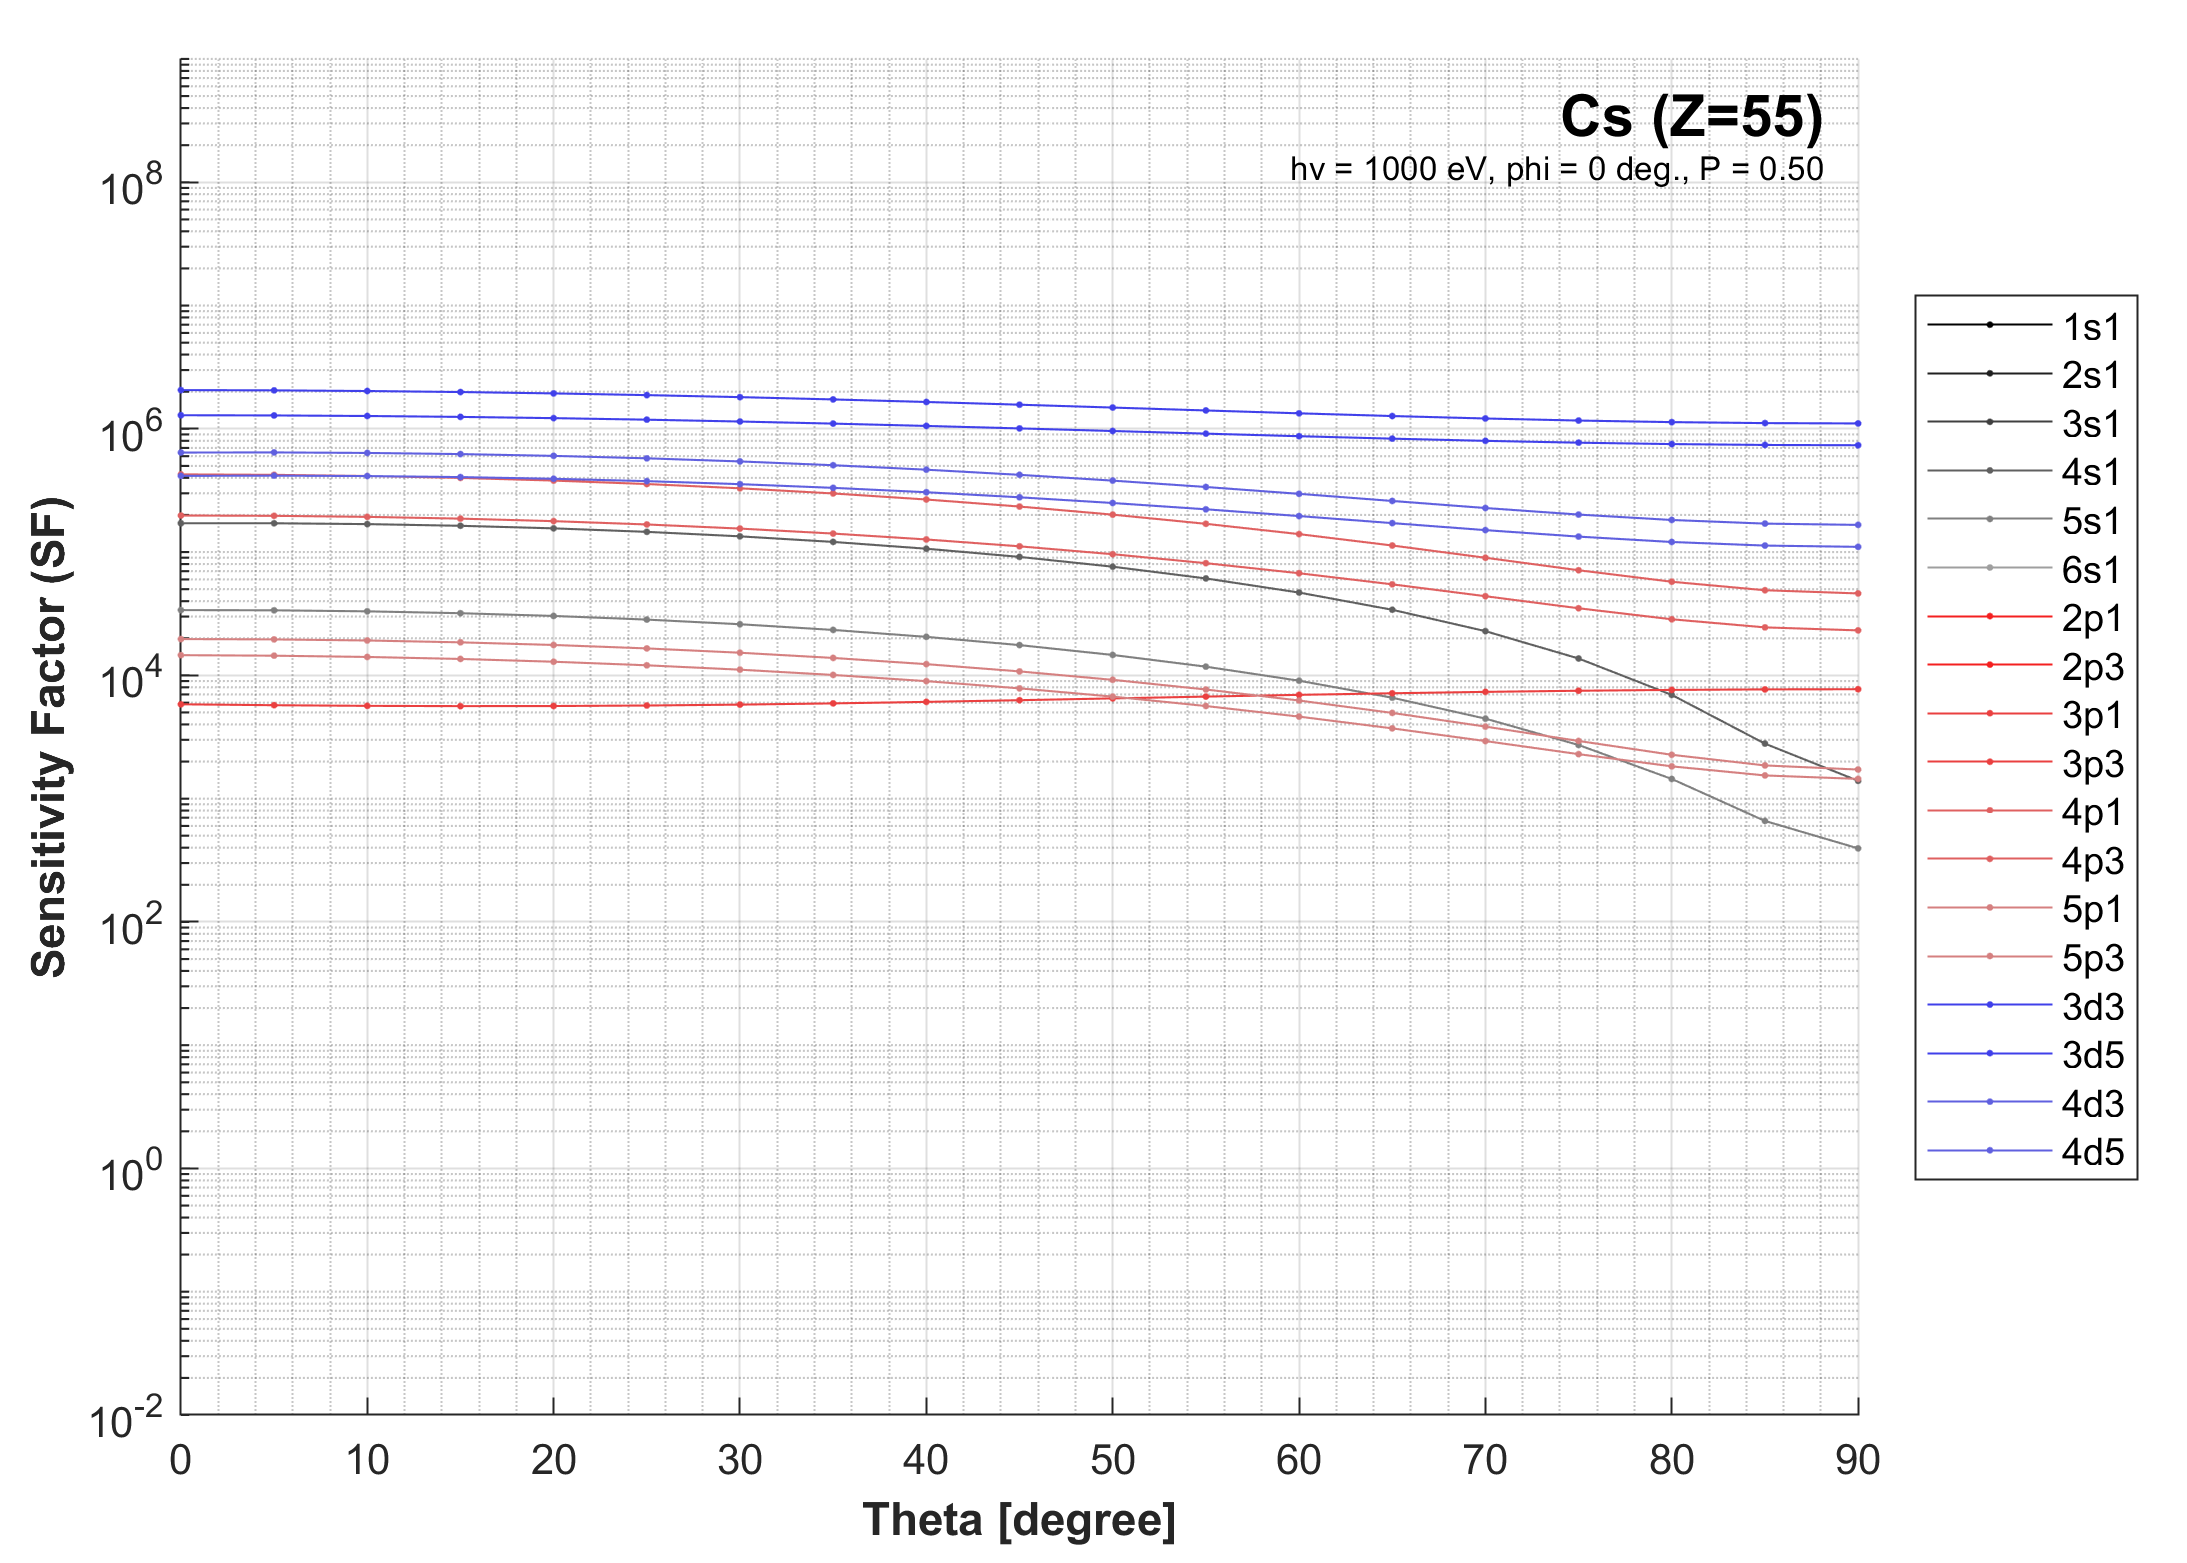 Cs (Z=55)
hv = 1000 eV, phi = 0 deg., P = 0.50
Sensitivity Factor (SF)
10^8
10^6
10^4
10^2
10^0
10^-2
0 10 20 30 40 50 60 70 80 90
Theta [degree]
1s1
2s1
3s1
4s1
5s1
6s1
2p1
2p3
3p1
3p3
4p1
4p3
5p1
5p3
3d3
3d5
4d3
4d5